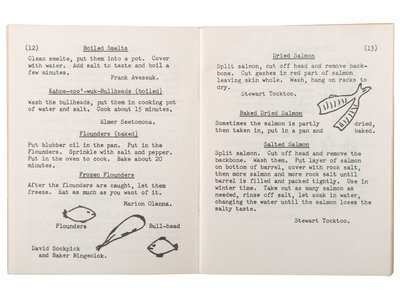 (12)
Boiled Smelts
Clean smelts, put them into a pot. Cover
with water. Add salt to taste and boil a
few minutes.
Frank Avessuk.
Kahne-zoo'-wuk-Bullheads (boiled)
Wash the bullheads, put them in cooking pot
of water and salt. Cook about 15 minutes.
Elmer Seetomona.
Flounders (baked)
Put blubber oil in the pan. Put in the
Flounders. Sprinkle with salt and pepper.
Put in the oven to cook. Bake about 20
minutes.
Frozen Flounders
After the flounders are caught, let them
freeze. Eat as much as you want of it.
Marion Olanna.
Flounders
Bull-head
David Sockpick
and Baker Ningeolok.
(13)
Dried Salmon
Split salmon, cut off head and remove back-
bone. Cut gashes in red part of salmon
leaving skin whole. Wash, hang on racks to
dry.
Stewart Tocktoo.
Baked Dried Salmon
Sometimes the salmon is partly dried,
then taken in, put in a pan and baked.
Salted Salmon
Split salmon. Cut off head and remove the
backbone. Wash them. Put layer of salmon
on bottom of barrel, cover with rock salt,
then more salmon and more rock salt until
barrel is filled and packed tightly. Use in
winter time. Take out as many salmon as
needed, rinse off salt, let soak in water,
changing the water until the salmon loses the
salty taste.
Stewart Tocktoo.